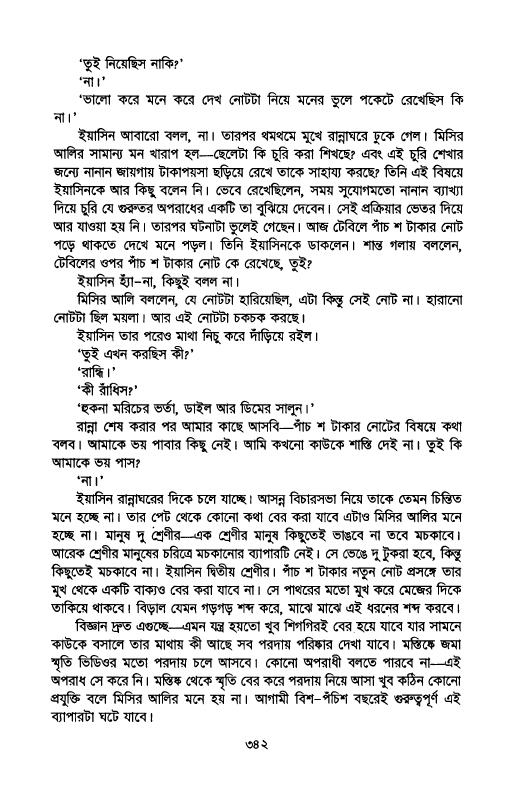 ‘তুই নিয়েছিস নাকি?’
‘না।’
‘ভালো করে মনে করে দেখ নোটটা নিয়ে মনের ভুলে পকেটে রেখেছিস কি
না।’
ইয়াসিন আবারো বলল, না। তারপর থমথমে মুখে রান্নাঘরে ঢুকে গেল। মিসির
আলির সামান্য মন খারাপ হল—ছেলেটা কি চুরি করা শিখছে? এবং এই চুরি শেখার
জন্যে নানান জায়গায় টাকাপয়সা ছড়িয়ে রেখে তাকে সাহায্য করছে? তিনি এই বিষয়ে
ইয়াসিনকে আর কিছু বলেন নি। ভেবে রেখেছিলেন, সময় সুযোগমতো নানান ব্যাখ্যা
দিয়ে চুরি যে গুরুতর অপরাধের একটি তা বুঝিয়ে দেবেন। সেই প্রক্রিয়ার ভেতর দিয়ে
আর যাওয়া হয় নি। তারপর ঘটনাটা ভুলেই গেছেন। আজ টেবিলে পাঁচ শ টাকার নোট
পড়ে থাকতে দেখে মনে পড়ল। তিনি ইয়াসিনকে ডাকলেন। শান্ত গলায় বললেন,
টেবিলের ওপর পাঁচ শ টাকার নোট কে রেখেছে, তুই?
ইয়াসিন হ্যাঁ-না, কিছুই বলল না।
মিসির আলি বললেন, যে নোটটা হারিয়েছিল, এটা কিন্তু সেই নোট না। হারানো
নোটটা ছিল ময়লা। আর এই নোটটা চকচক করছে।
ইয়াসিন তার পরেও মাথা নিচু করে দাঁড়িয়ে রইল।
‘তুই এখন করছিস কী?’
‘রান্ধি।’
‘কী রাঁধিস?’
‘হুকনা মরিচের ভর্তা, ডাইল আর ডিমের সালুন।’
রান্না শেষ করার পর আমার কাছে আসবি—পাঁচ শ টাকার নোটের বিষয়ে কথা
বলব। আমাকে ভয় পাবার কিছু নেই। আমি কখনো কাউকে শাস্তি দেই না। তুই কি
আমাকে ভয় পাস?
‘না।’
ইয়াসিন রান্নাঘরের দিকে চলে যাচ্ছে। আসন্ন বিচারসভা নিয়ে তাকে তেমন চিন্তিত
মনে হচ্ছে না। তার পেট থেকে কোনো কথা বের করা যাবে এটাও মিসির আলির মনে
হচ্ছে না। মানুষ দু শ্রেণীর—এক শ্রেণীর মানুষ কিছুতেই ভাঙবে না তবে মচকাবে।
আরেক শ্রেণীর মানুষের চরিত্রে মচকানোর ব্যাপারটি নেই। সে ভেঙে দু টুকরা হবে, কিন্তু
কিছুতেই মচকাবে না। ইয়াসিন দ্বিতীয় শ্রেণীর। পাঁচ শ টাকার নতুন নোট প্রসঙ্গে তার
মুখ থেকে একটি বাক্যও বের করা যাবে না। সে পাথরের মতো মুখ করে মেজের দিকে
তাকিয়ে থাকবে। বিড়াল যেমন গড়গড় শব্দ করে, মাঝে মাঝে এই ধরনের শব্দ করবে।
বিজ্ঞান দ্রুত এগুচ্ছে—এমন যন্ত্র হয়তো খুব শিগগিরই বের হয়ে যাবে যার সামনে
কাউকে বসালে তার মাথায় কী আছে সব পরদায় পরিষ্কার দেখা যাবে। মস্তিষ্কে জমা
স্মৃতি ভিডিওর মতো পরদায় চলে আসবে। কোনো অপরাধী বলতে পারবে না—এই
অপরাধ সে করে নি। মস্তিষ্ক থেকে স্মৃতি বের করে পরদায় নিয়ে আসা খুব কঠিন কোনো
প্রযুক্তি বলে মিসির আলির মনে হয় না। আগামী বিশ-পঁচিশ বছরেই গুরুত্বপূর্ণ এই
ব্যাপারটা ঘটে যাবে।
৩৪২